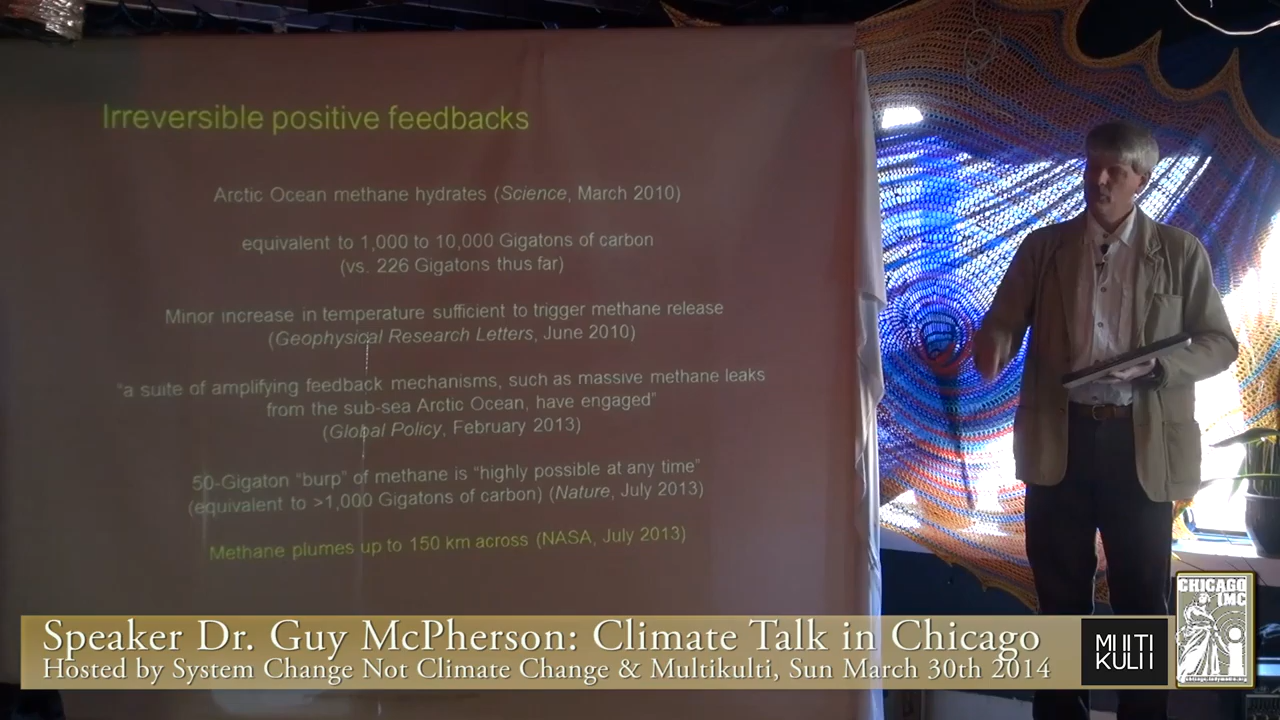 Irreversible positive feedbacks
Arctic Ocean methane hydrates (Science, March 2010)
equivalent to 1,000 to 10,000 Gigatons of carbon
(vs. 226 Gigatons thus far)
Minor increase in temperature sufficient to trigger methane release
(Geophysical Research Letters, June 2010)
"a suite of amplifying feedback mechanisms, such as massive methane leaks
from the sub-sea Arctic Ocean, have engaged"
(Global Policy, February 2013)
50-Gigaton "burp" of methane is "highly possible at any time"
(equivalent to >1,000 Gigatons of carbon) (Nature, July 2013)
Methane plumes up to 150 km across (NASA, July 2013)
Speaker Dr. Guy McPherson: Climate Talk in Chicago
Hosted by System Change Not Climate Change & Multikulti, Sun March 30th 2014
MULTI
KULTI
CHICAGO
IMC
chicago.indymedia.org